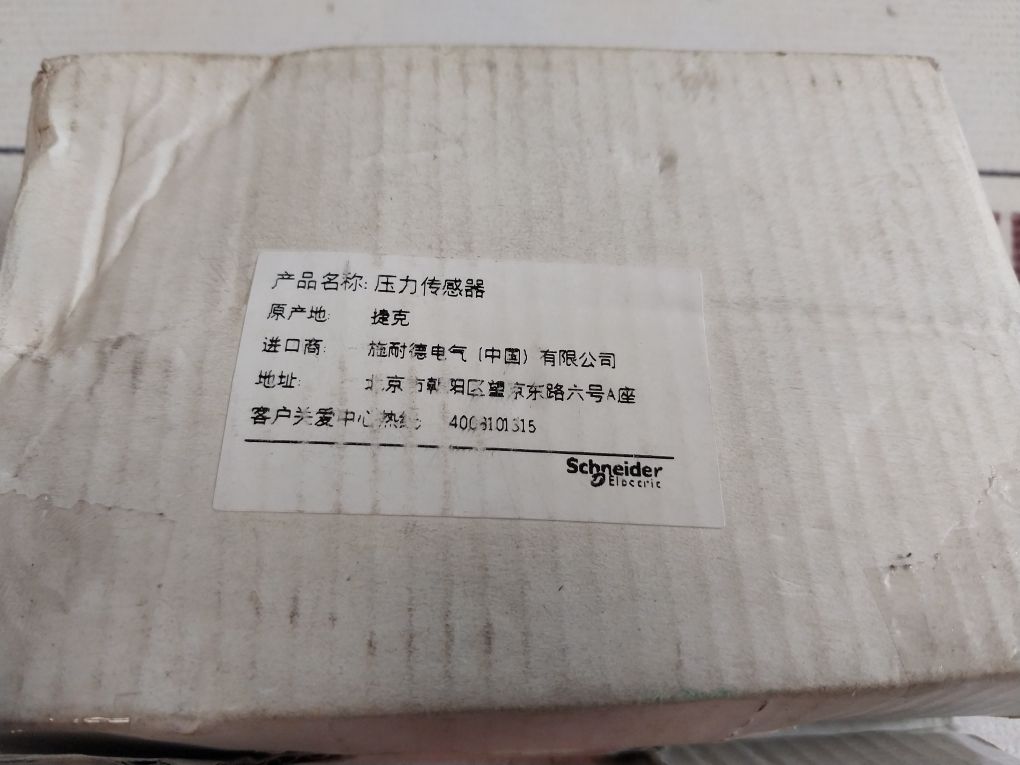 产品名称: 压力传感器
原产地: 捷克
进口商: 施耐德电气 (中国) 有限公司
地址: 北京市朝阳区望京东路六号A座
客户关爱中心热线: 4008101315
Schneider
Electric